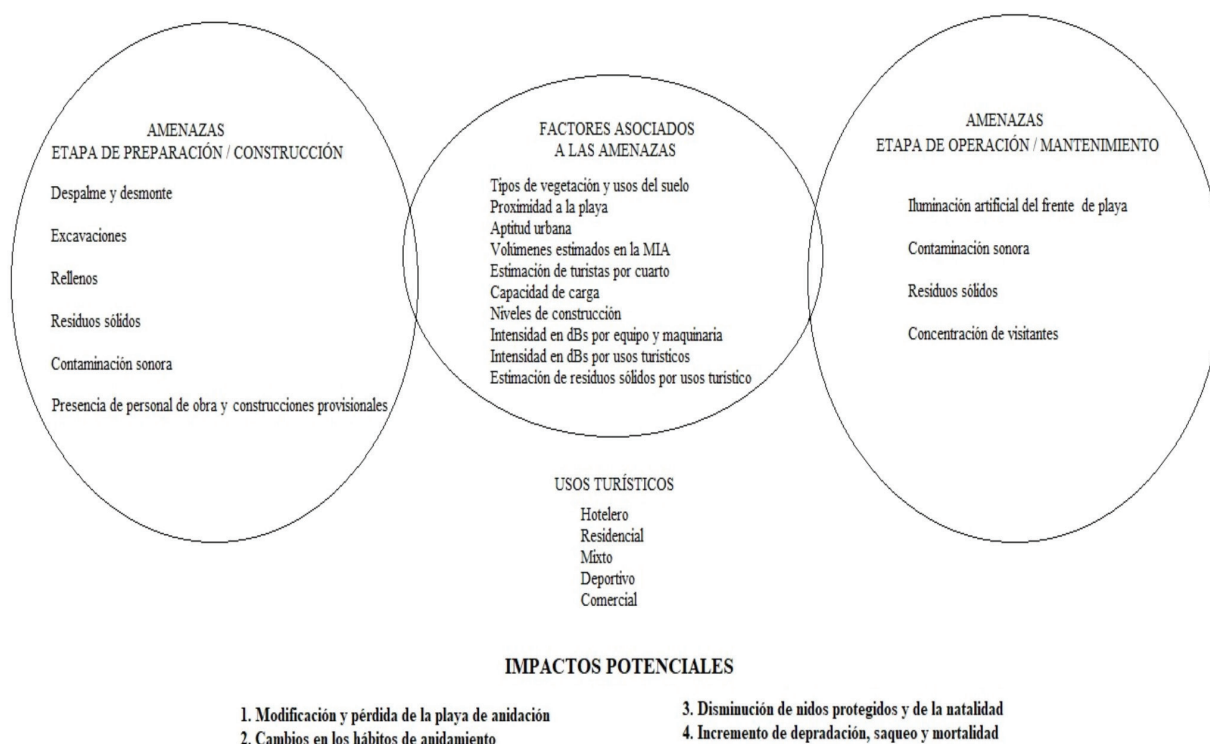 AMENAZAS
ETAPA DE PREPARACIÓN / CONSTRUCCIÓN
Despalme y desmonte
Excavaciones
Rellenos
Residuos sólidos
Contaminación sonora
Presencia de personal de obra y construcciones provisionales
FACTORES ASOCIADOS
A LAS AMENAZAS
Tipos de vegetación y usos del suelo
Proximidad a la playa
Aptitud urbana
Volúmenes estimados en la MIA
Estimación de turistas por cuarto
Capacidad de carga
Niveles de construcción
Intensidad en dBs por equipo y maquinaria
Intensidad en dBs por usos turisticos
Estimación de residuos sólidos por usos turístico
AMENAZAS
ETAPA DE OPERACIÓN / MANTENIMIENTO
Iluminación artificial del frente de playa
Contaminación sonora
Residuos sólidos
Concentración de visitantes
USOS TURÍSTICOS
Hotelero
Residencial
Mixto
Deportivo
Comercial
IMPACTOS POTENCIALES
1. Modificación y pérdida de la playa de anidación
2. Cambios en los hábitos de anidamiento
3. Disminución de nidos protegidos y de la natalidad
4. Incremento de depradación, saqueo y mortalidad